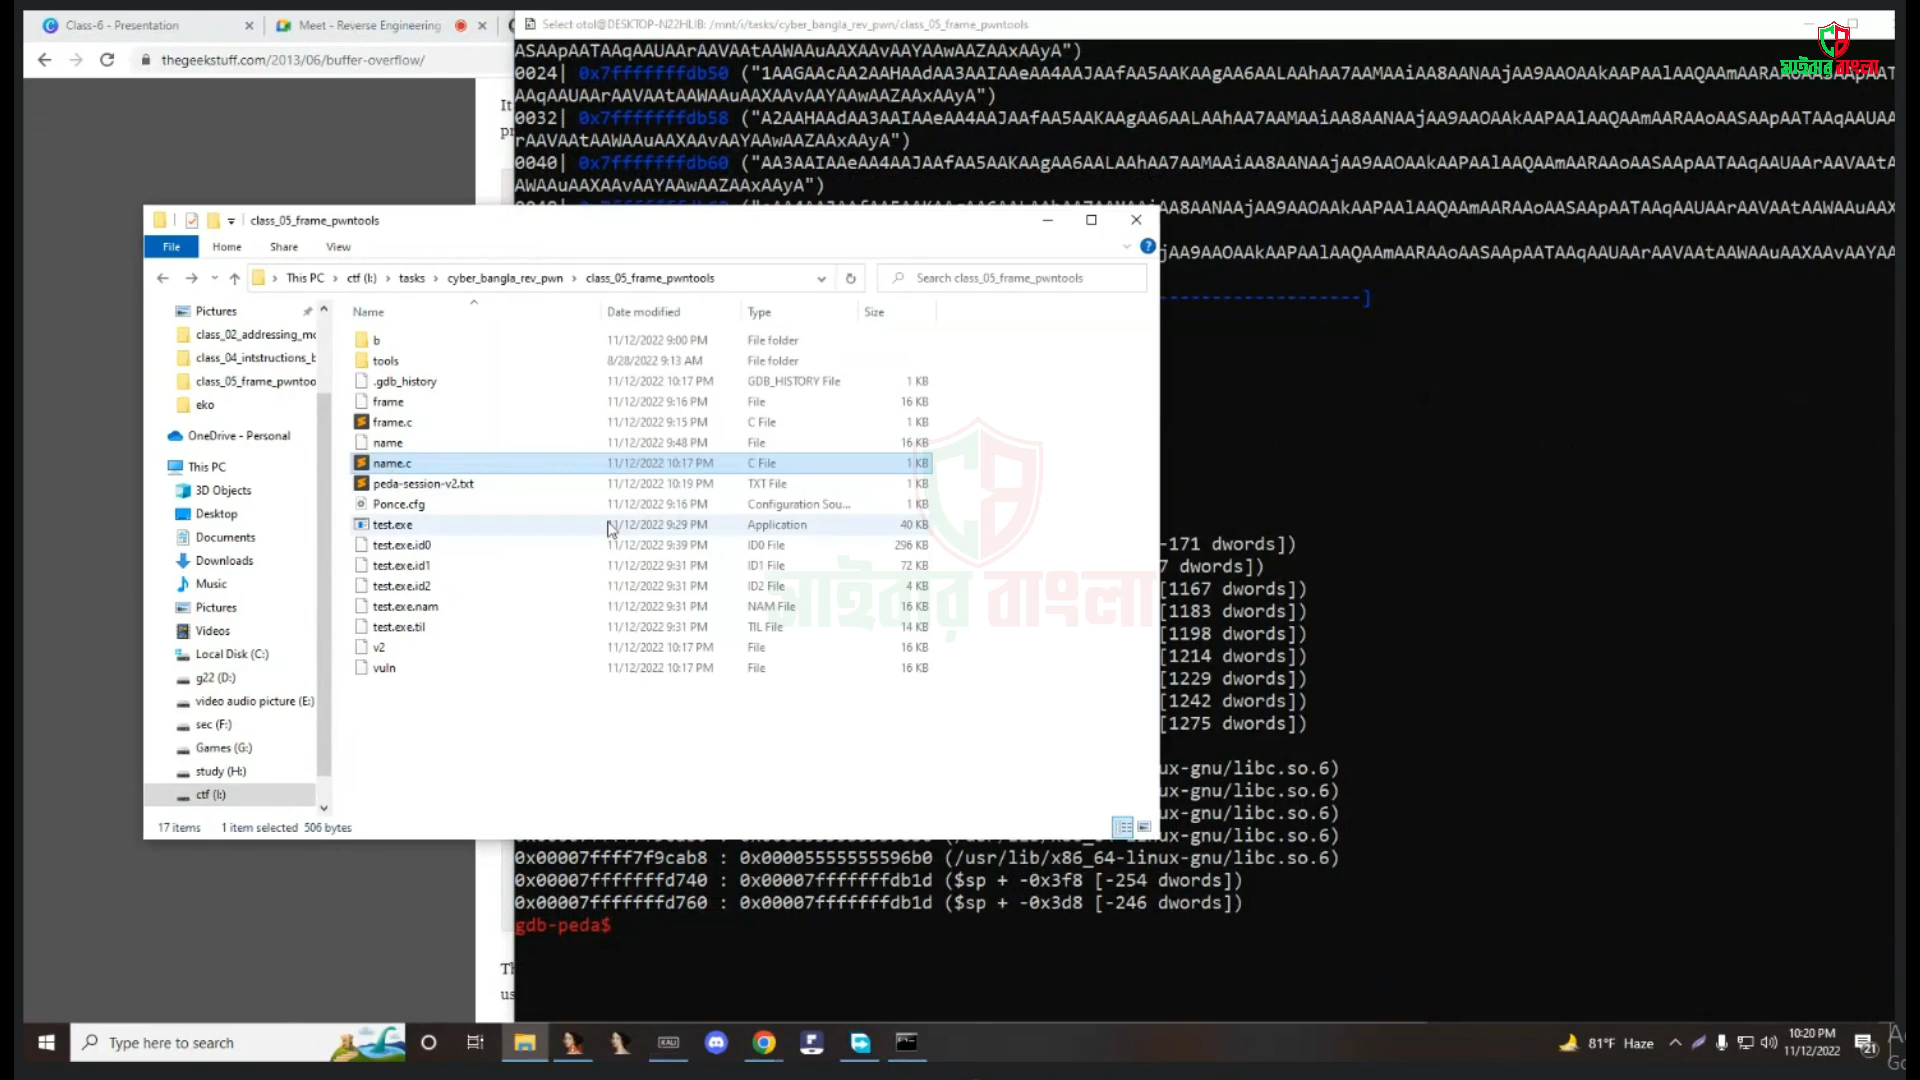 Class-6 - Presentation
Meet - Reverse Engineering
Select otol@DESKTOP-N22HLIB: /mnt/i/tasks/cyber_bangla_rev_pwn/class_05_frame_pwntools
thegeekstuff.com/2013/06/buffer-overflow/
সাইবার বাংলা
It
pr
ASAApAATAAqAAUAArAAVAAtAAWAAuAAXAAvAAYAAwAAZAAxAAyA")
0024| 0x7fffffffdb50 ("1AAGAAcAA2AAHAAdAA3AAIAAeAA4AAJAAfAA5AAKAAgAA6AALAAhAA7AAMAAiAA8AANAAjAA9AAOAAkAAPAAlAAQAAmAARAAoAASAApAAT
AAqAAUAArAAVAAtAAWAAuAAXAAvAAYAAwAAZAAxAAyA")
0032| 0x7fffffffdb58 ("A2AAHAAdAA3AAIAAeAA4AAJAAfAA5AAKAAgAA6AALAAhAA7AAMAAiAA8AANAAjAA9AAOAAkAAPAAlAAQAAmAARAAoAASAApAATAAqAAUAA
rAAVAAtAAWAAuAAXAAvAAYAAwAAZAAxAAyA")
0040| 0x7fffffffdb60 ("AA3AAIAAeAA4AAJAAfAA5AAKAAgAA6AALAAhAA7AAMAAiAA8AANAAjAA9AAOAAkAAPAAlAAQAAmAARAAoAASAApAATAAqAAUAArAAVAAtA
AWAAuAAXAAvAAYAAwAAZAAxAAyA")
AA8AANAAjAA9AAOAAkAAPAAlAAQAAmAARAAoAASAApAATAAqAAUAArAAVAAtAAWAAuAAX
jAA9AAOAAkAAPAAlAAQAAmAARAAoAASAApAATAAqAAUAArAAVAAtAAWAAuAAXAAvAAYAA
-----------------]
class_05_frame_pwntools
File Home Share View
This PC ctf (I:) tasks cyber_bangla_rev_pwn class_05_frame_pwntools
Search class_05_frame_pwntools
Pictures
class_02_addressing_mo
class_04_intstructions_b
class_05_frame_pwntoo
eko
OneDrive - Personal
This PC
3D Objects
Desktop
Documents
Downloads
Music
Pictures
Videos
Local Disk (C:)
g22 (D:)
video audio picture (E:)
sec (F:)
Games (G:)
study (H:)
ctf (I:)
Name Date modified Type Size
b 11/12/2022 9:00 PM File folder
tools 8/28/2022 9:13 AM File folder
.gdb_history 11/12/2022 10:17 PM GDB_HISTORY File 1 KB
frame 11/12/2022 9:16 PM File 16 KB
frame.c 11/12/2022 9:15 PM C File 1 KB
name 11/12/2022 9:48 PM File 16 KB
name.c 11/12/2022 10:17 PM C File 1 KB
peda-session-v2.txt 11/12/2022 10:19 PM TXT File 1 KB
Ponce.cfg 11/12/2022 9:16 PM Configuration Sou... 1 KB
test.exe 11/12/2022 9:29 PM Application 40 KB
test.exe.id0 11/12/2022 9:39 PM ID0 File 296 KB
test.exe.id1 11/12/2022 9:31 PM ID1 File 72 KB
test.exe.id2 11/12/2022 9:31 PM ID2 File 4 KB
test.exe.nam 11/12/2022 9:31 PM NAM File 16 KB
test.exe.til 11/12/2022 9:31 PM TIL File 14 KB
v2 11/12/2022 10:17 PM File 16 KB
vuln 11/12/2022 10:17 PM File 16 KB
17 items 1 item selected 506 bytes
সাইবার বাংলা
-171 dwords])
7 dwords])
[1167 dwords])
[1183 dwords])
[1198 dwords])
[1214 dwords])
[1229 dwords])
[1242 dwords])
[1275 dwords])
ux-gnu/libc.so.6)
ux-gnu/libc.so.6)
ux-gnu/libc.so.6)
ux-gnu/libc.so.6)
0x00007ffff7f9cab8 : 0x00005555555596b0 (/usr/lib/x86_64-linux-gnu/libc.so.6)
0x00007fffffffd740 : 0x00007fffffffdb1d ($sp + -0x3f8 [-254 dwords])
0x00007fffffffd760 : 0x00007fffffffdb1d ($sp + -0x3d8 [-246 dwords])
gdb-peda$
Th
us
Type here to search
81°F Haze
10:20 PM
11/12/2022
21